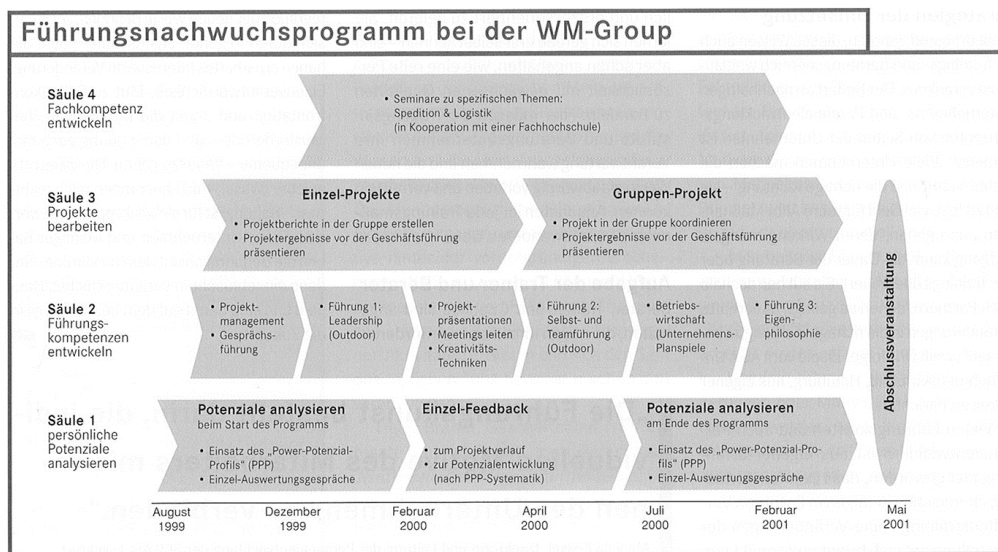 Führungsnachwuchsprogramm bei der WM-Group
Säule 4
Fachkompetenz
entwickeln
• Seminare zu spezifischen Themen:
Spedition & Logistik
(in Kooperation mit einer Fachhochschule)
Säule 3
Projekte
bearbeiten
Einzel-Projekte
• Projektberichte in der Gruppe erstellen
• Projektergebnisse vor der Geschäftsführung
präsentieren
Gruppen-Projekt
• Projekt in der Gruppe koordinieren
• Projektergebnisse vor der Geschäftsführung
präsentieren
Säule 2
Führungs-
kompetenzen
entwickeln
• Projekt-
management
• Gesprächs-
führung
• Führung 1:
Leadership
(Outdoor)
• Projekt-
präsentationen
• Meetings leiten
• Kreativitäts-
Techniken
• Führung 2:
Selbst- und
Teamführung
(Outdoor)
• Betriebs-
wirtschaft
(Unternehmens-
Planspiele
• Führung 3:
Eigen-
philosophie
Säule 1
persönliche
Potenziale
analysieren
Potenziale analysieren
beim Start des Programms
• Einsatz des „Power-Potenzial-
Profils“ (PPP)
• Einzel-Auswertungsgespräche
Einzel-Feedback
• zum Projektverlauf
• zur Potenzialentwicklung
(nach PPP-Systematik)
Potenziale analysieren
am Ende des Programms
• Einsatz des „Power-Potenzial-Pro-
fils“ (PPP)
• Einzel-Auswertungsgespräche
Abschlussveranstaltung
August
1999
Dezember
1999
Februar
2000
April
2000
Juli
2000
Februar
2001
Mai
2001